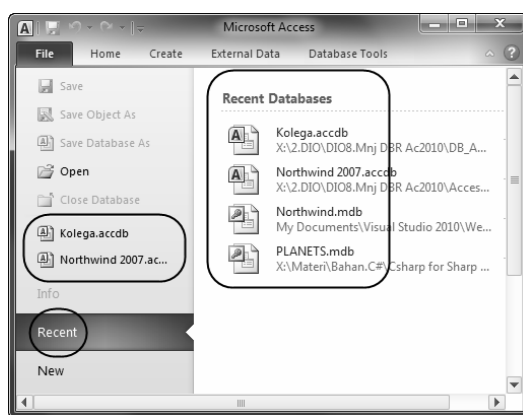 Microsoft Access
File Home Create External Data Database Tools
Save
Save Object As
Save Database As
Open
Close Database
Kolega.accdb
Northwind 2007.ac...
Info
Recent
New
Recent Databases
Kolega.accdb
X:\2.DIO\DIO8.Mnj DBR Ac2010\DB_A...
Northwind 2007.accdb
X:\2.DIO\DIO8.Mnj DBR Ac2010\Acces...
Northwind.mdb
My Documents\Visual Studio 2010\We...
PLANETS.mdb
X:\Materi\Bahan.C#\Csharp for Sharp ...